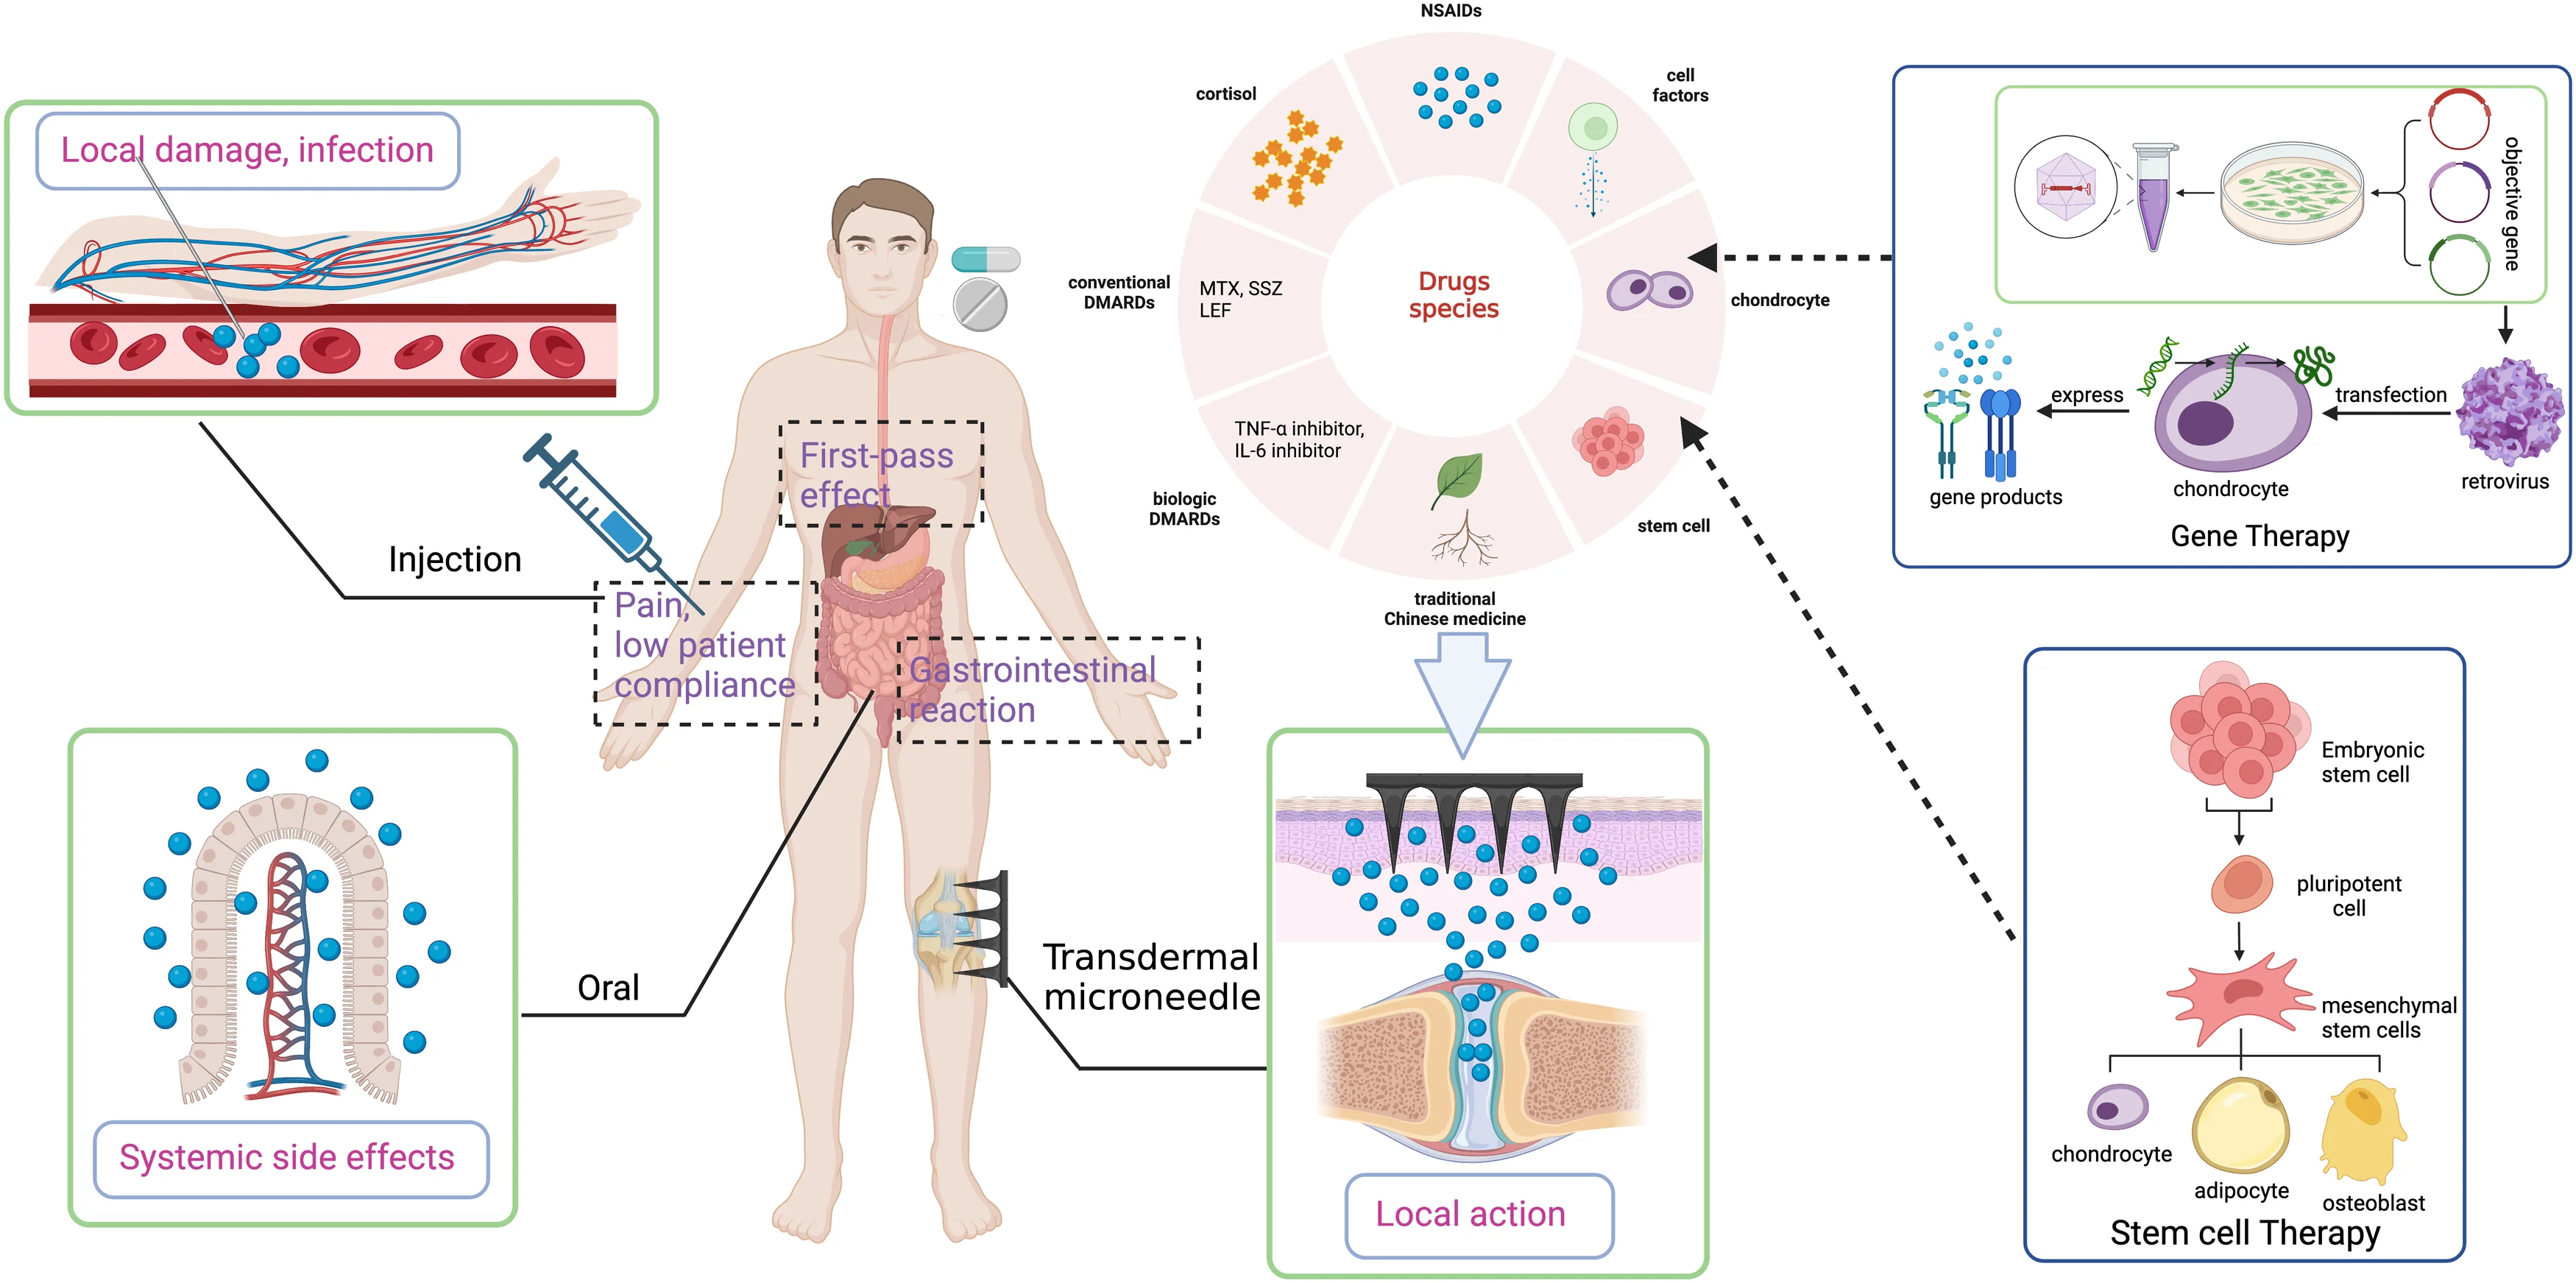 Local damage, infection
Injection
Pain,
low patient
compliance
First-pass
effect
Gastrointestinal
reaction
Oral
Systemic side effects
Transdermal
microneedle
Local action
NSAIDs
cell
factors
chondrocyte
stem cell
traditional
Chinese medicine
biologic
DMARDs
TNF-α inhibitor,
IL-6 inhibitor
conventional
DMARDs
MTX, SSZ
LEF
cortisol
Drugs
species
objective gene
retrovirus
transfection
chondrocyte
express
gene products
Gene Therapy
Embryonic
stem cell
pluripotent
cell
mesenchymal
stem cells
chondrocyte
adipocyte
osteoblast
Stem cell Therapy